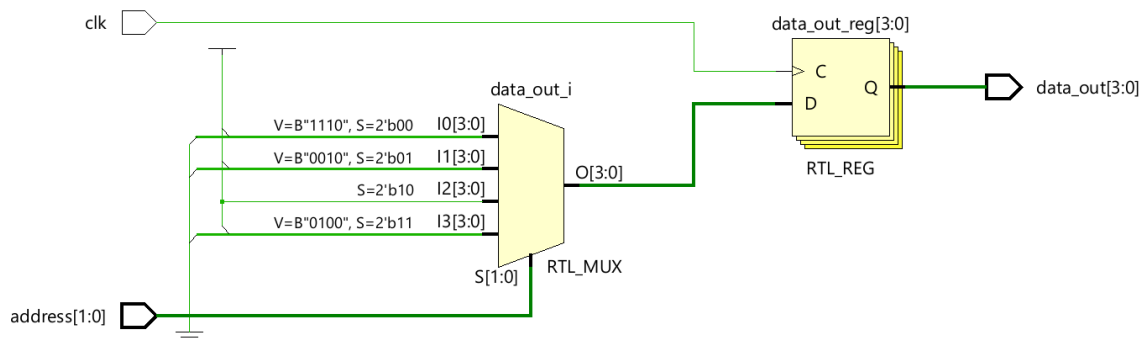 clk
data_out_reg[3:0]
C
D
Q
data_out[3:0]
RTL_REG
data_out_i
V=B"1110", S=2'b00 I0[3:0]
V=B"0010", S=2'b01 I1[3:0]
S=2'b10 I2[3:0]
V=B"0100", S=2'b11 I3[3:0]
O[3:0]
S[1:0]
RTL_MUX
address[1:0]